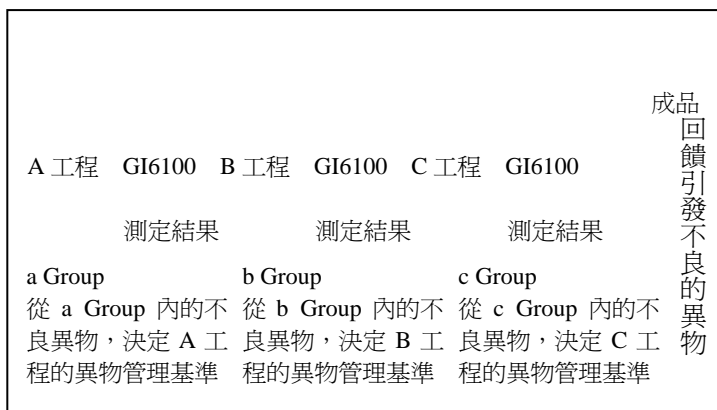 成品
回饋引發不良的異物
A 工程 GI6100 B 工程 GI6100 C 工程 GI6100
測定結果 測定結果 測定結果
a Group
從 a Group 內的不
良異物，決定 A 工
程的異物管理基準
b Group
從 b Group 內的不
良異物，決定 B 工
程的異物管理基準
c Group
從 c Group 內的不
良異物，決定 C 工
程的異物管理基準